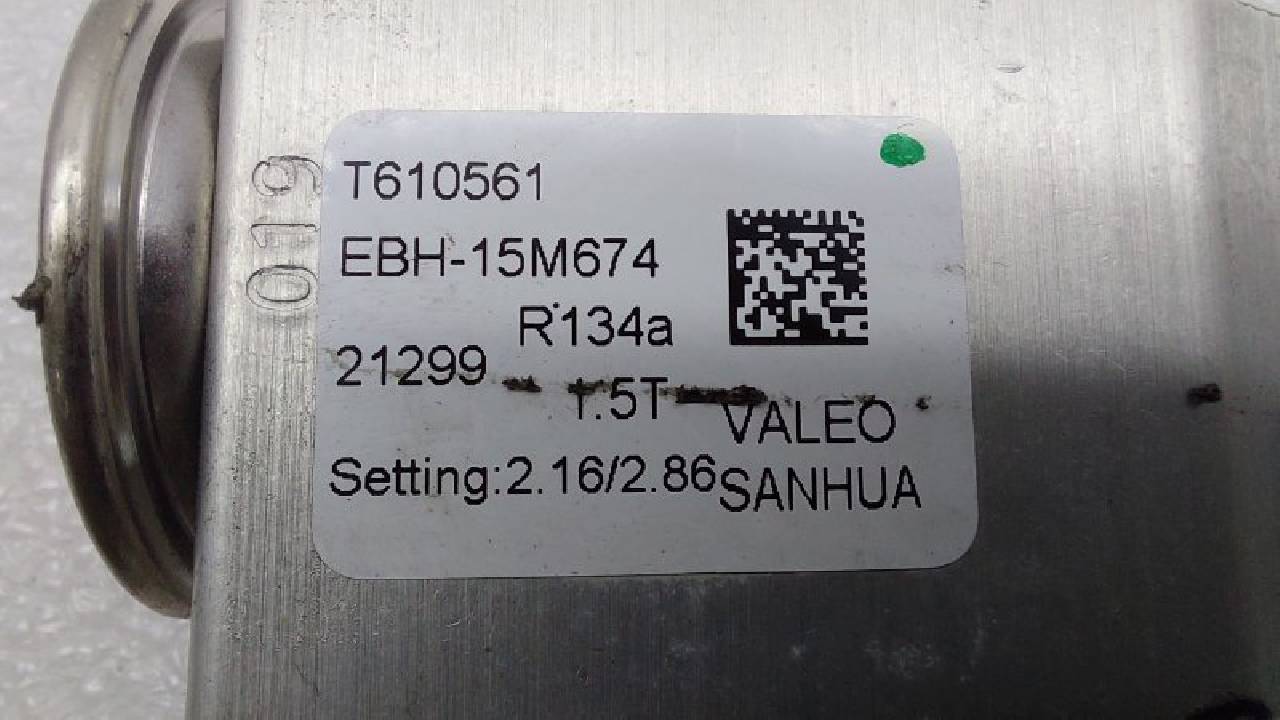 019
T610561
EBH-15M674
R134a
21299
1.5T
VALEO
Setting:2.16/2.86
SANHUA